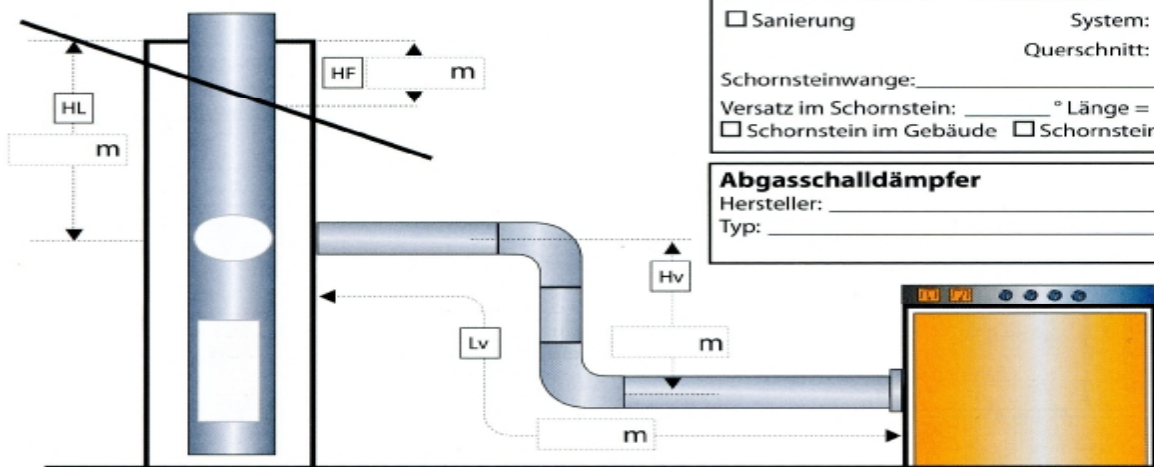 ☐ Sanierung System:
Querschnitt:
Schornsteinwange:
Versatz im Schornstein: ° Länge =
☐ Schornstein im Gebäude ☐ Schornstein
HF m
HL
m
Abgasschalldämpfer
Hersteller:
Typ:
Hv
m
Lv
m